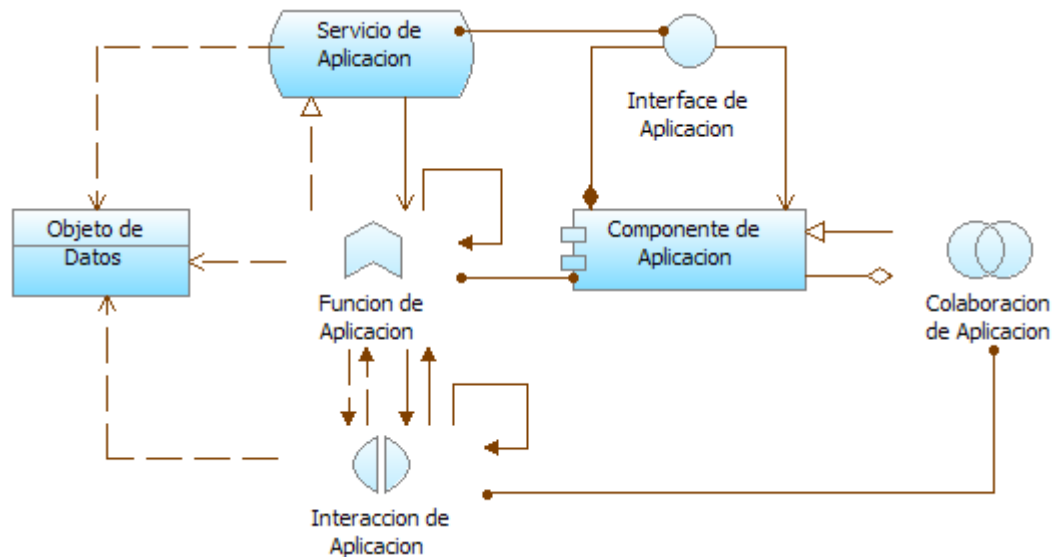 Servicio de
Aplicacion
Interface de
Aplicacion
Objeto de
Datos
Componente de
Aplicacion
Funcion de
Aplicacion
Colaboracion
de Aplicacion
Interaccion de
Aplicacion